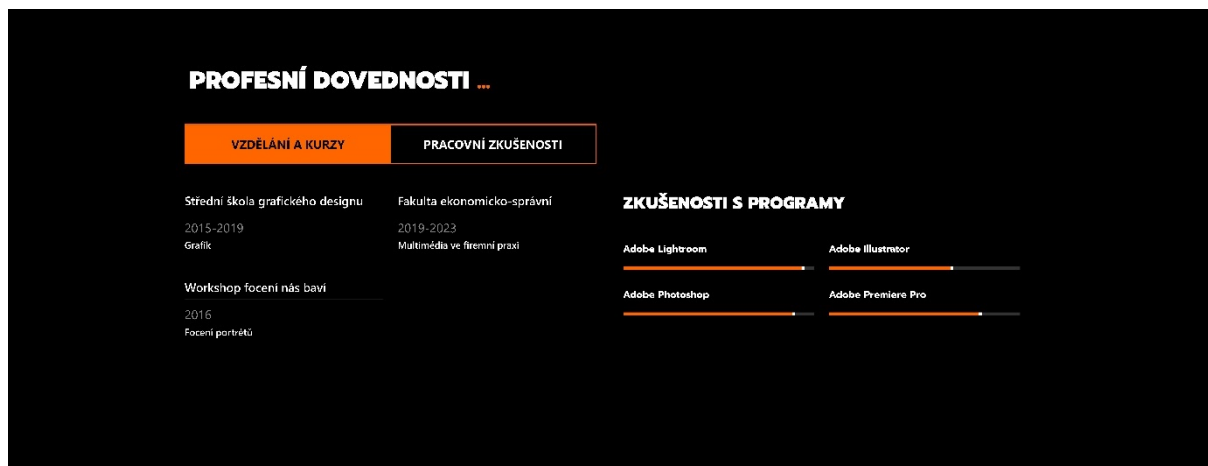 PROFESNÍ DOVEDNOSTI ...
VZDĚLÁNÍ A KURZY
PRACOVNÍ ZKUŠENOSTI
Střední škola grafického designu
2015-2019
Grafik
Fakulta ekonomicko-správní
2019-2023
Multimédia ve firemní praxi
Workshop focení nás baví
2016
Focení portrétů
ZKUŠENOSTI S PROGRAMY
Adobe Lightroom
Adobe Illustrator
Adobe Photoshop
Adobe Premiere Pro